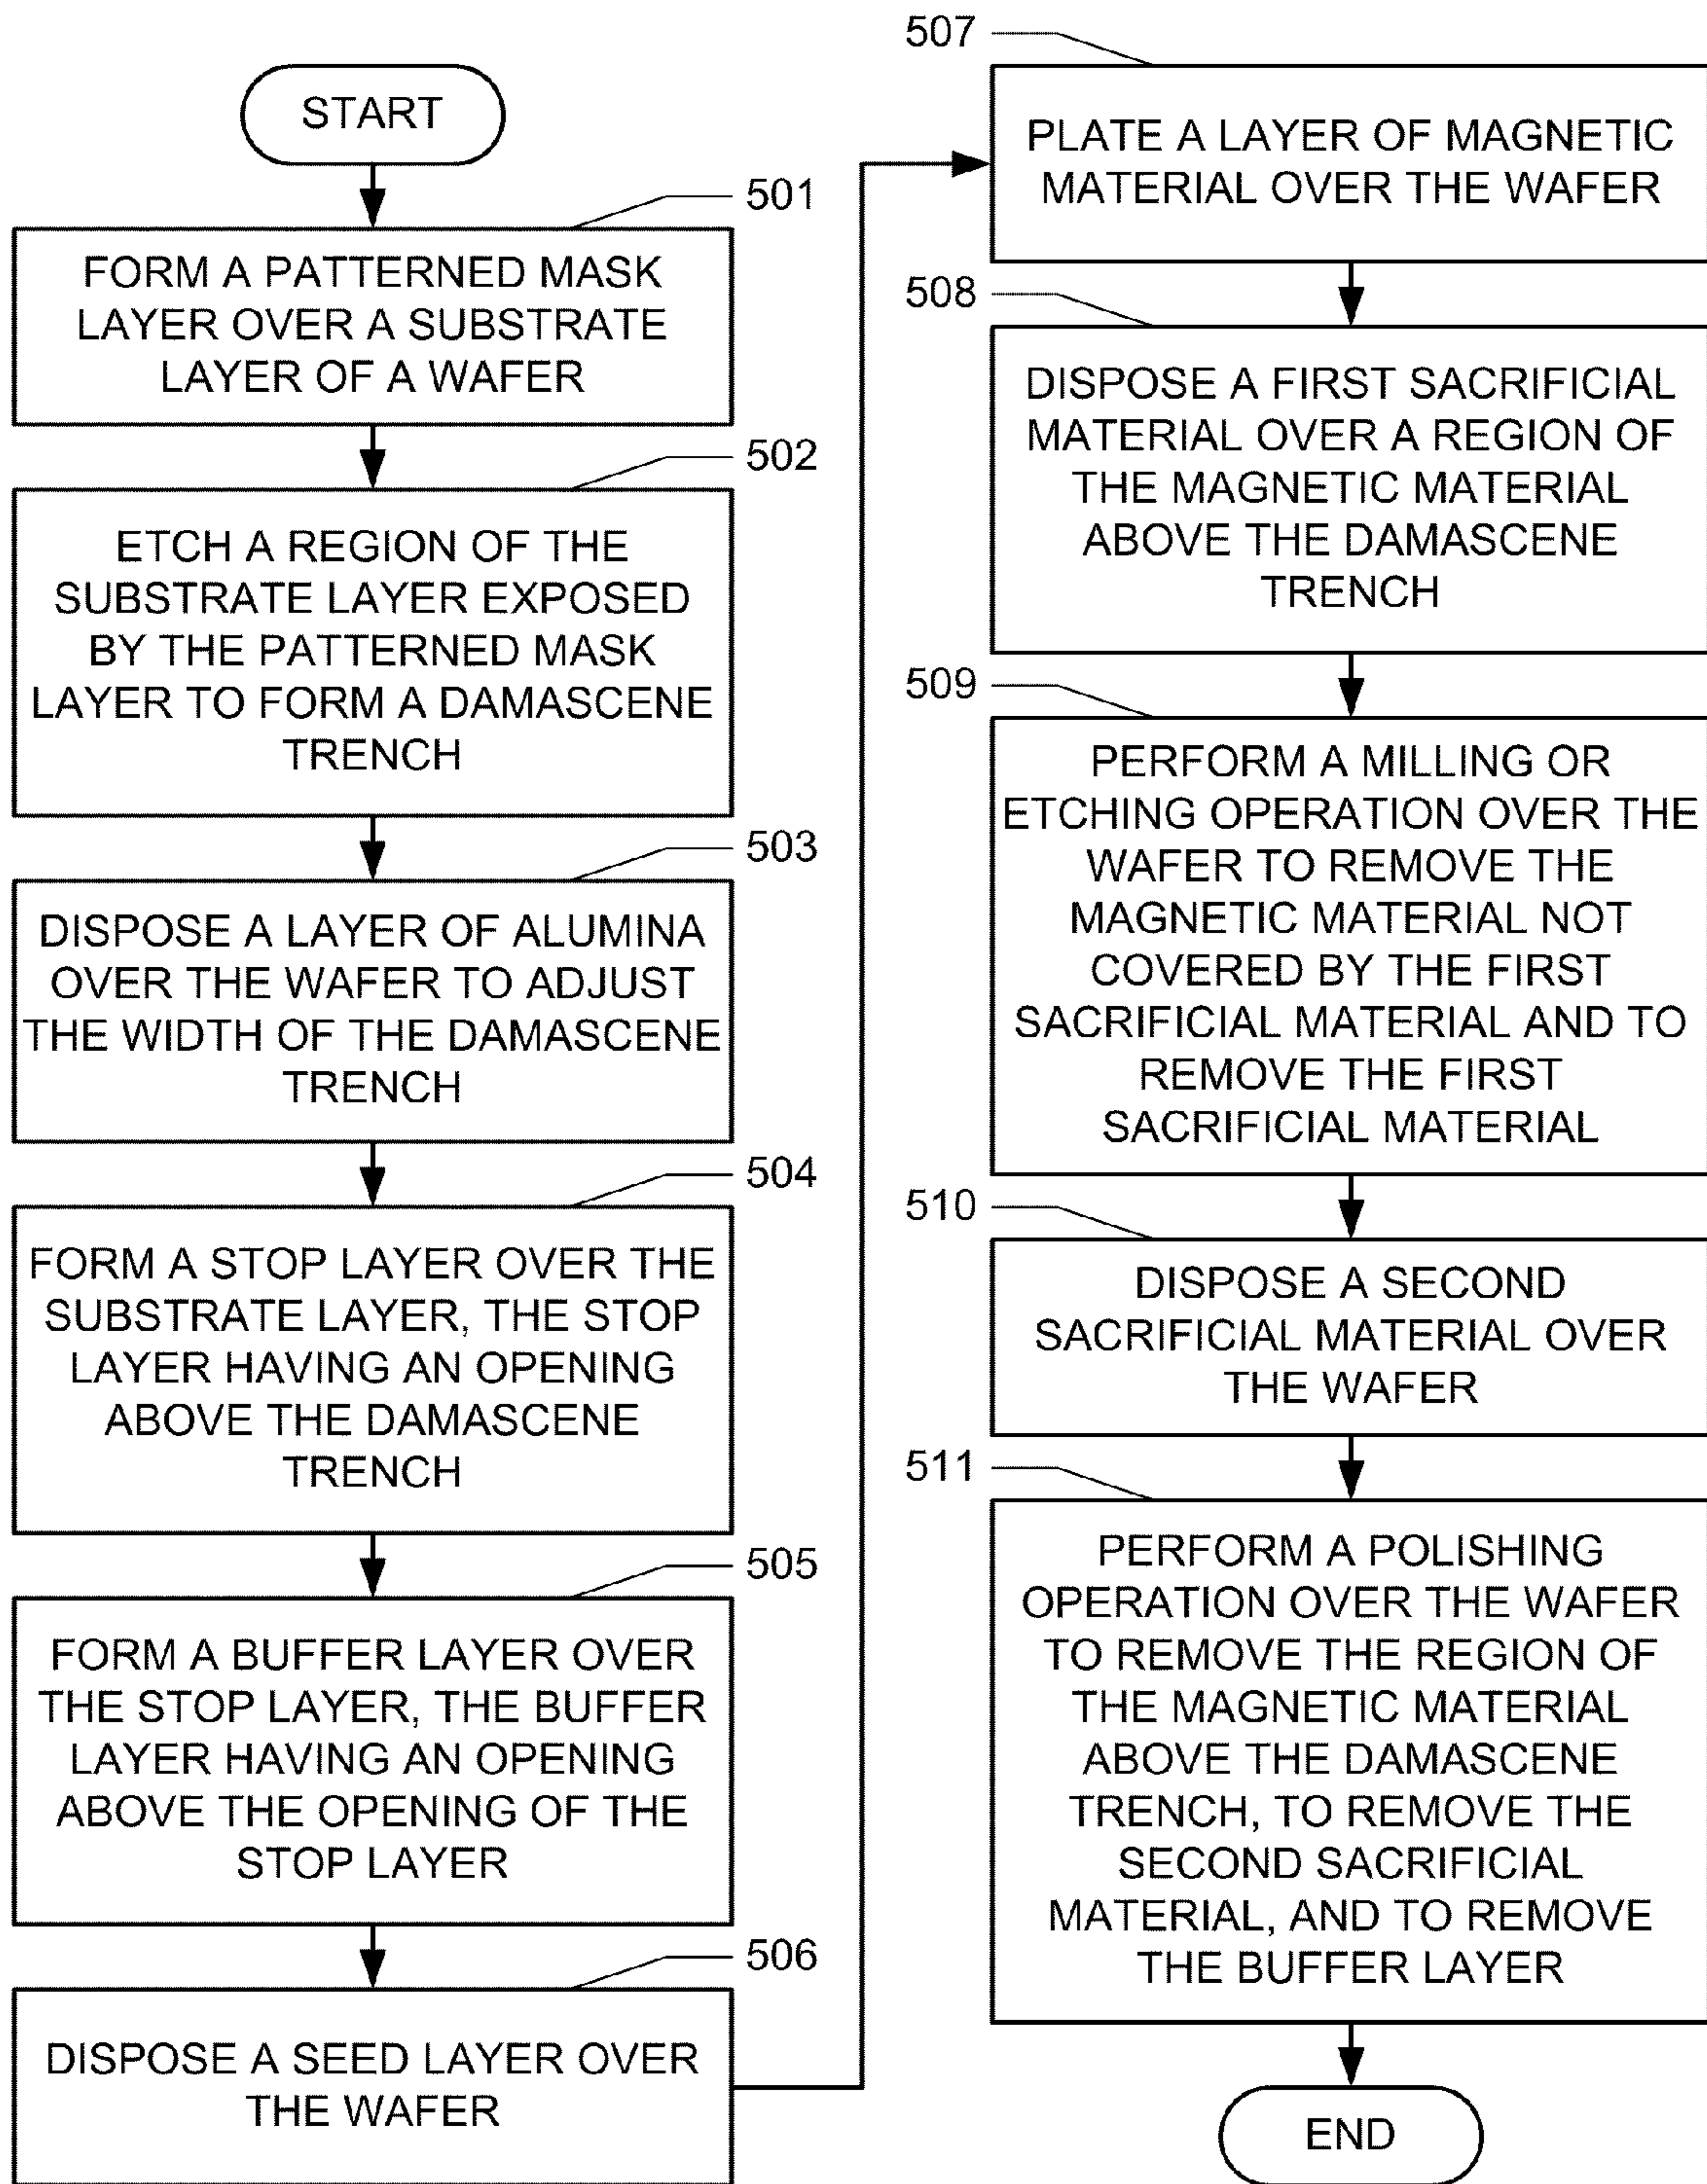 START
501
FORM A PATTERNED MASK
LAYER OVER A SUBSTRATE
LAYER OF A WAFER
502
ETCH A REGION OF THE
SUBSTRATE LAYER EXPOSED
BY THE PATTERNED MASK
LAYER TO FORM A DAMASCENE
TRENCH
503
DISPOSE A LAYER OF ALUMINA
OVER THE WAFER TO ADJUST
THE WIDTH OF THE DAMASCENE
TRENCH
504
FORM A STOP LAYER OVER THE
SUBSTRATE LAYER, THE STOP
LAYER HAVING AN OPENING
ABOVE THE DAMASCENE
TRENCH
505
FORM A BUFFER LAYER OVER
THE STOP LAYER, THE BUFFER
LAYER HAVING AN OPENING
ABOVE THE OPENING OF THE
STOP LAYER
506
DISPOSE A SEED LAYER OVER
THE WAFER
507
PLATE A LAYER OF MAGNETIC
MATERIAL OVER THE WAFER
508
DISPOSE A FIRST SACRIFICIAL
MATERIAL OVER A REGION OF
THE MAGNETIC MATERIAL
ABOVE THE DAMASCENE
TRENCH
509
PERFORM A MILLING OR
ETCHING OPERATION OVER THE
WAFER TO REMOVE THE
MAGNETIC MATERIAL NOT
COVERED BY THE FIRST
SACRIFICIAL MATERIAL AND TO
REMOVE THE FIRST
SACRIFICIAL MATERIAL
510
DISPOSE A SECOND
SACRIFICIAL MATERIAL OVER
THE WAFER
511
PERFORM A POLISHING
OPERATION OVER THE WAFER
TO REMOVE THE REGION OF
THE MAGNETIC MATERIAL
ABOVE THE DAMASCENE
TRENCH, TO REMOVE THE
SECOND SACRIFICIAL
MATERIAL, AND TO REMOVE
THE BUFFER LAYER
END